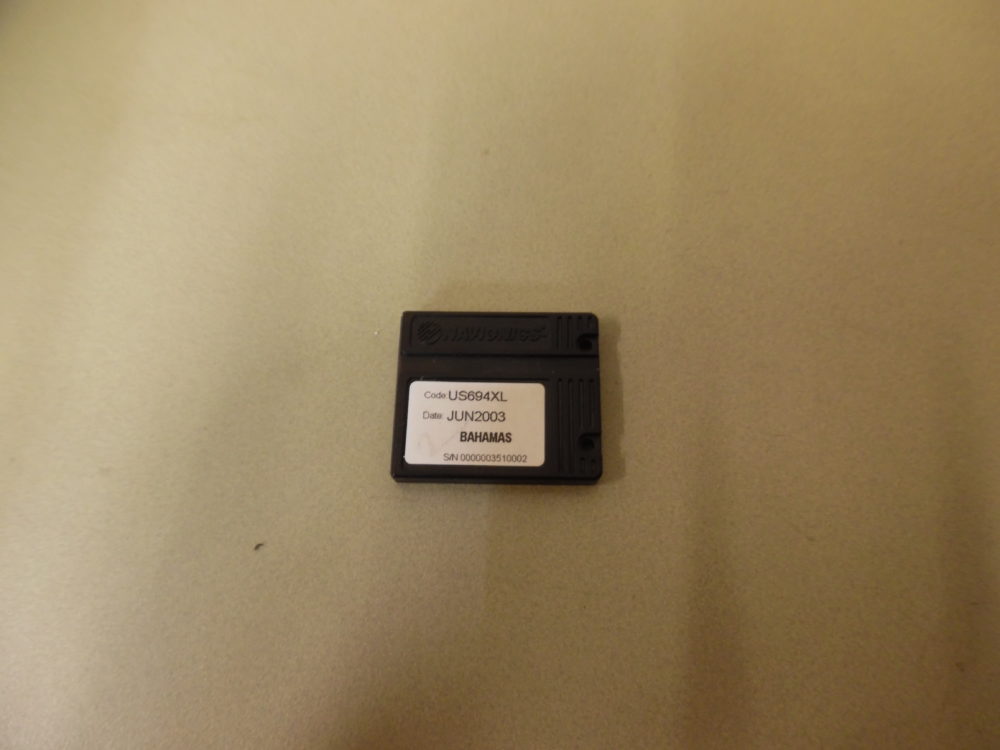 NAVIONICS
Code: US694XL
Date: JUN2003
BAHAMAS
S/N 0000003510002